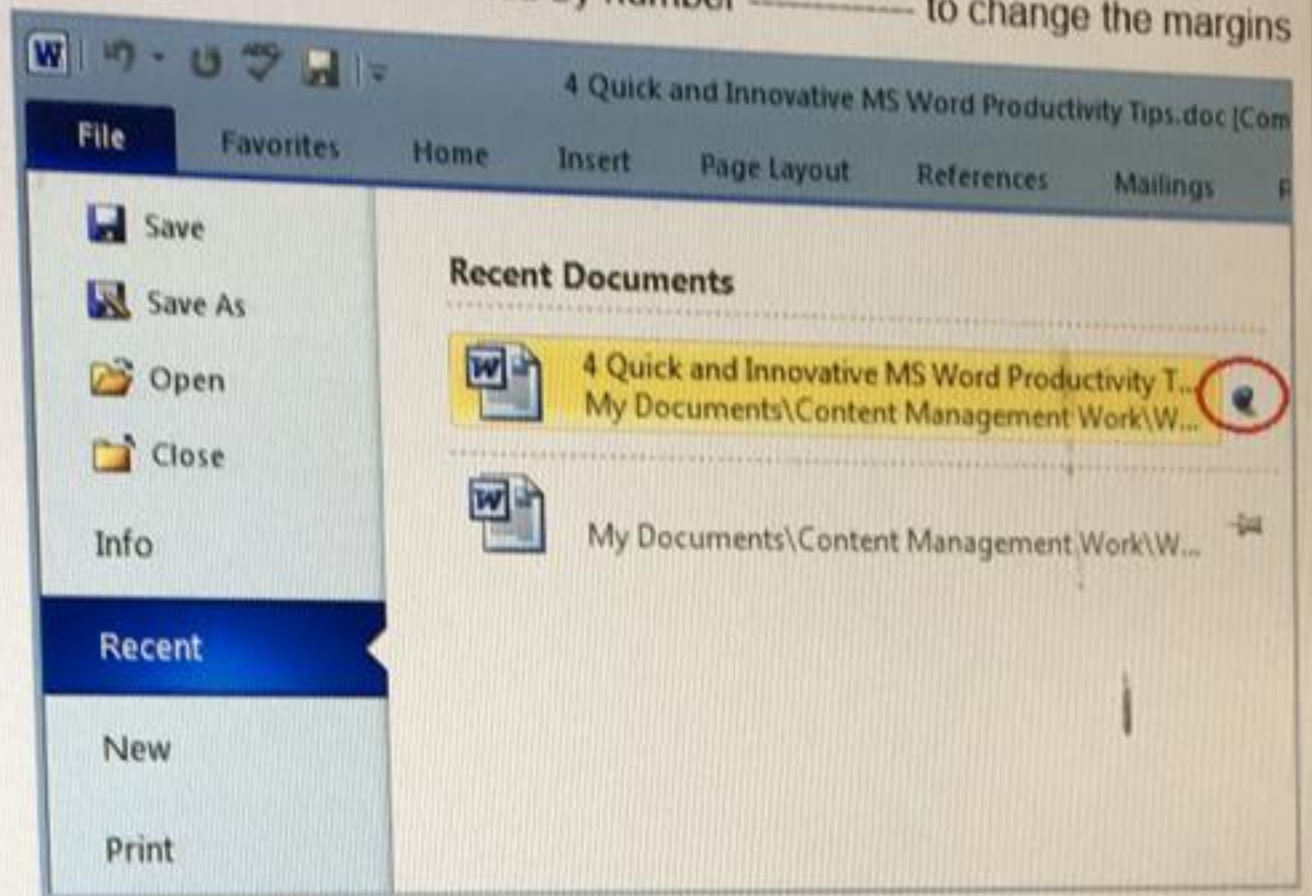 by number ------------ to change the margins
W
4 Quick and Innovative MS Word Productivity Tips.doc [Com
File Favorites Home Insert Page Layout References Mailings
Save
Save As
Open
Close
Info
Recent
New
Print
Recent Documents
4 Quick and Innovative MS Word Productivity T...
My Documents\Content Management Work\W...
My Documents\Content Management Work\W...